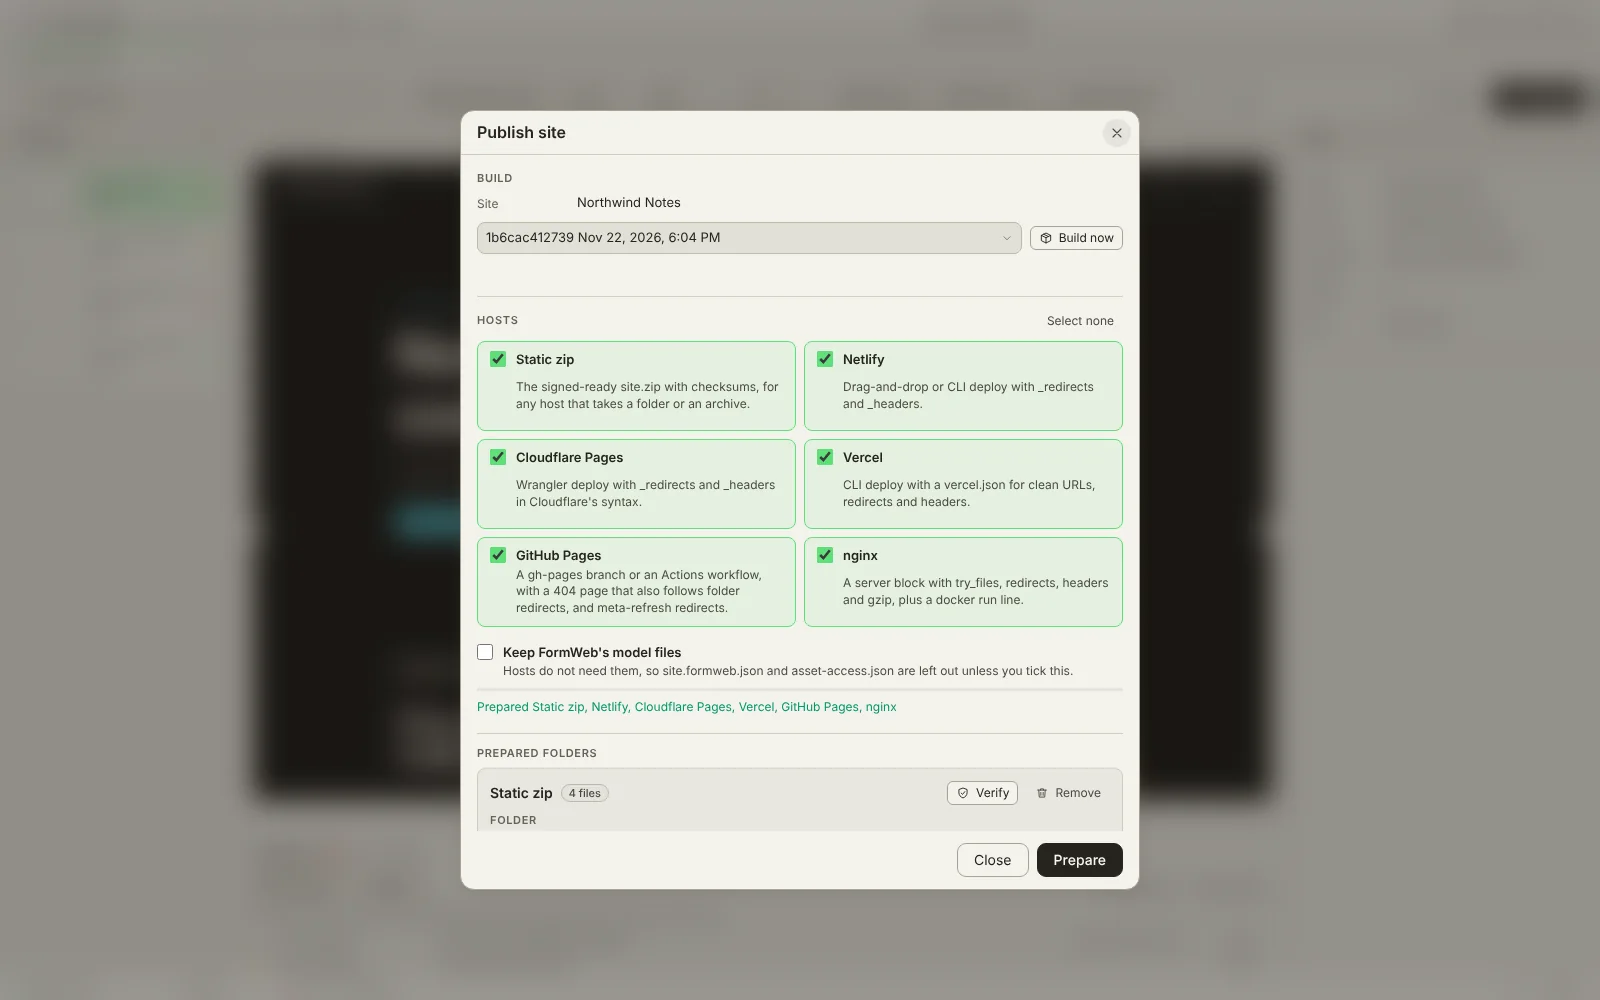 Publish site
BUILD
Site
Northwind Notes
1b6cac412739 Nov 22, 2026, 6:04 PM
Build now
HOSTS
Select none
Static zip
The signed-ready site.zip with checksums, for
any host that takes a folder or an archive.
Netlify
Drag-and-drop or CLI deploy with _redirects
and _headers.
Cloudflare Pages
Wrangler deploy with _redirects and _headers
in Cloudflare's syntax.
Vercel
CLI deploy with a vercel.json for clean URLs,
redirects and headers.
GitHub Pages
A gh-pages branch or an Actions workflow,
with a 404 page that also follows folder
redirects, and meta-refresh redirects.
nginx
A server block with try_files, redirects, headers
and gzip, plus a docker run line.
Keep FormWeb's model files
Hosts do not need them, so site.formweb.json and asset-access.json are left out unless you tick this.
Prepared Static zip, Netlify, Cloudflare Pages, Vercel, GitHub Pages, nginx
PREPARED FOLDERS
Static zip
4 files
Verify
Remove
FOLDER
Close
Prepare